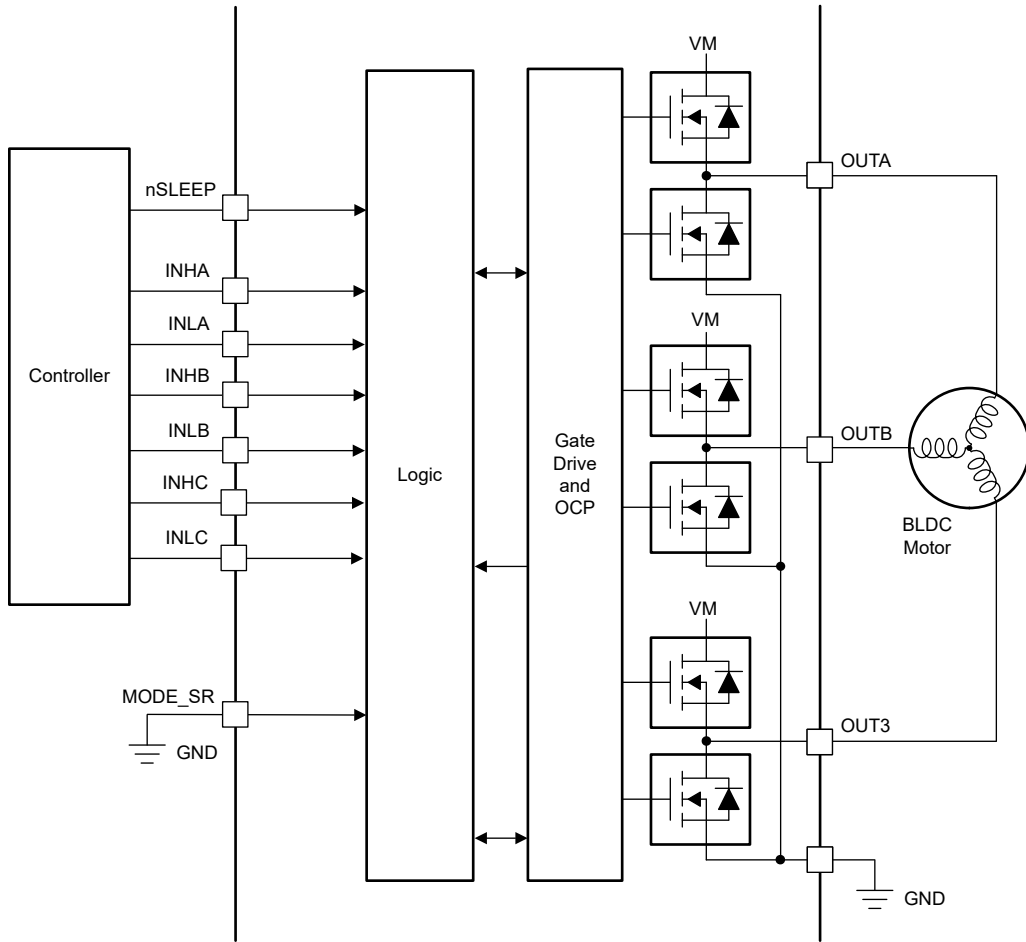 VM
OUTA
nSLEEP
INHA
INLA
VM
INHB
Controller
OUTB
INLB
Logic
Gate
Drive
and
OCP
INHC
BLDC
Motor
INLC
VM
MODE_SR
GND
OUT3
GND